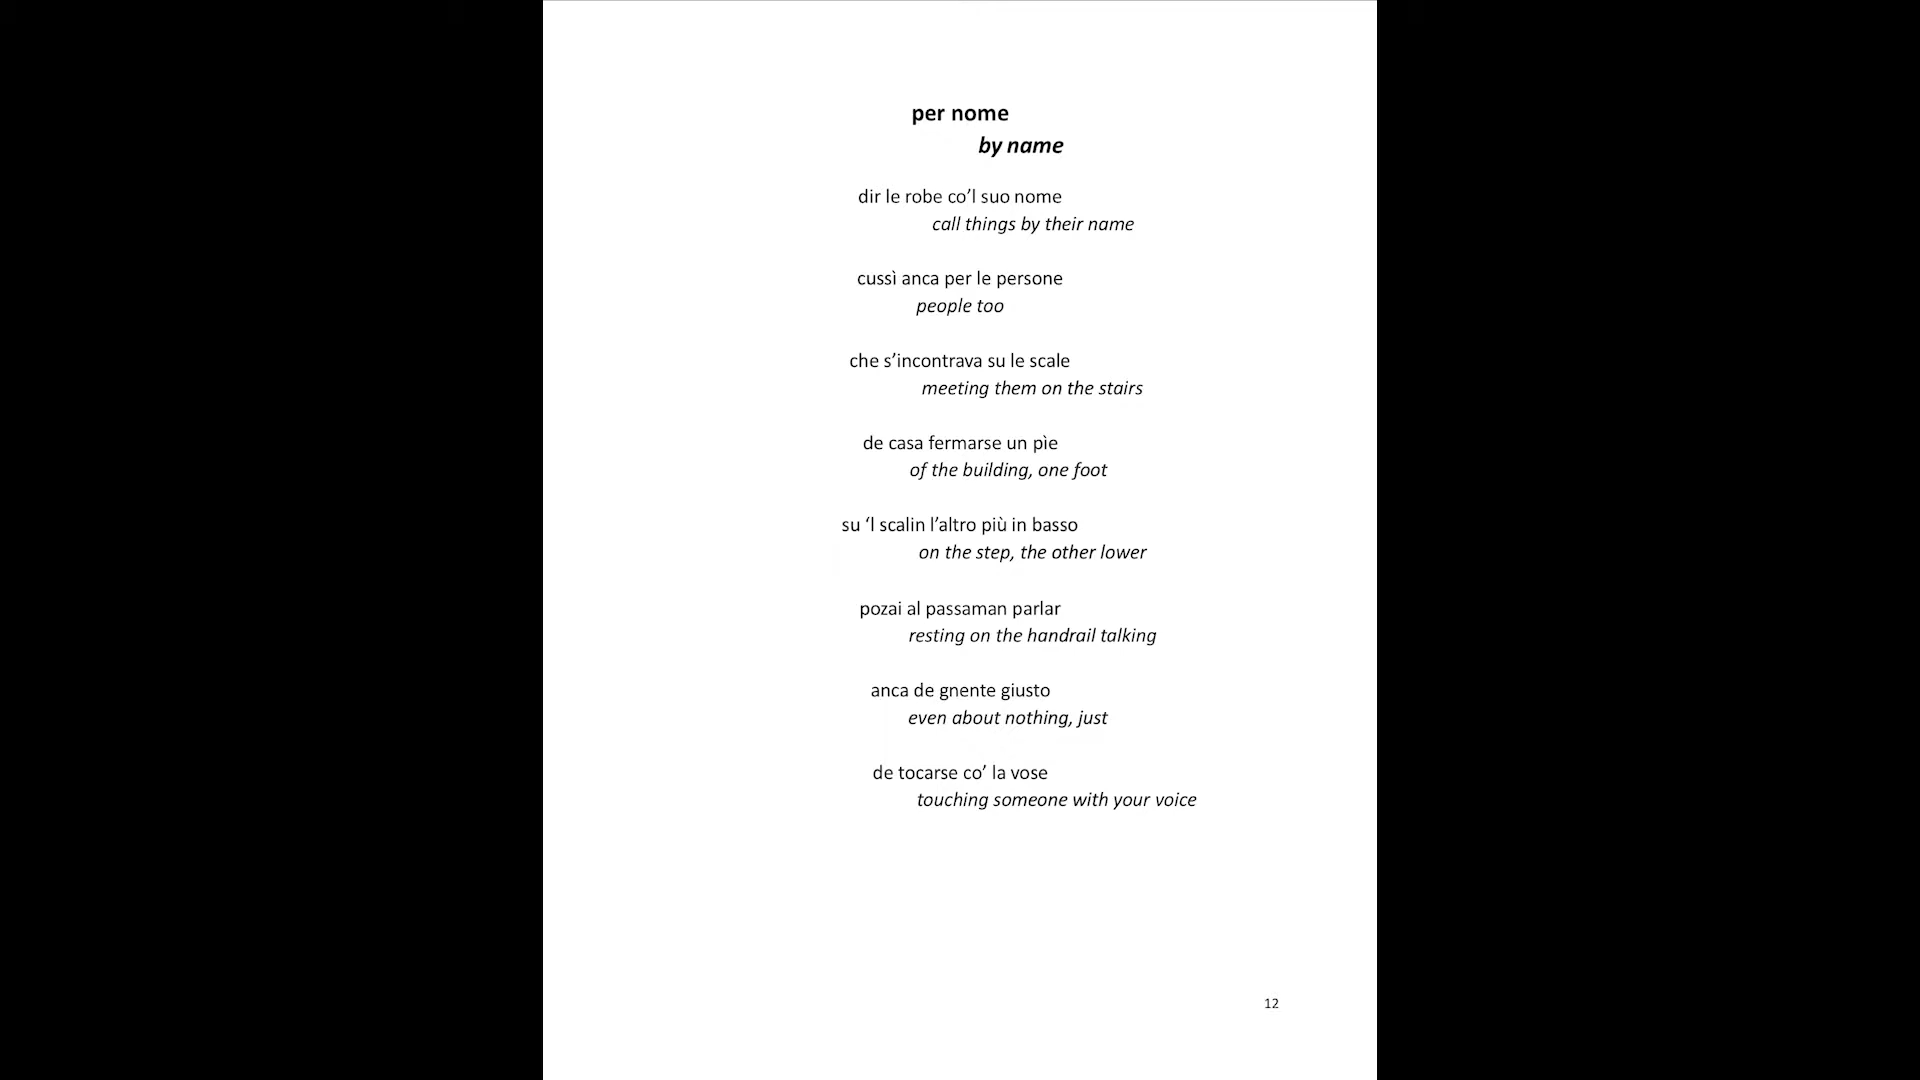 per nome
by name
dir le robe co’l suo nome
call things by their name
cussì anca per le persone
people too
che s’incontrava su le scale
meeting them on the stairs
de casa fermarse un pìe
of the building, one foot
su ‘l scalin l’altro più in basso
on the step, the other lower
pozai al passaman parlar
resting on the handrail talking
anca de gnente giusto
even about nothing, just
de tocarse co’ la vose
touching someone with your voice
12